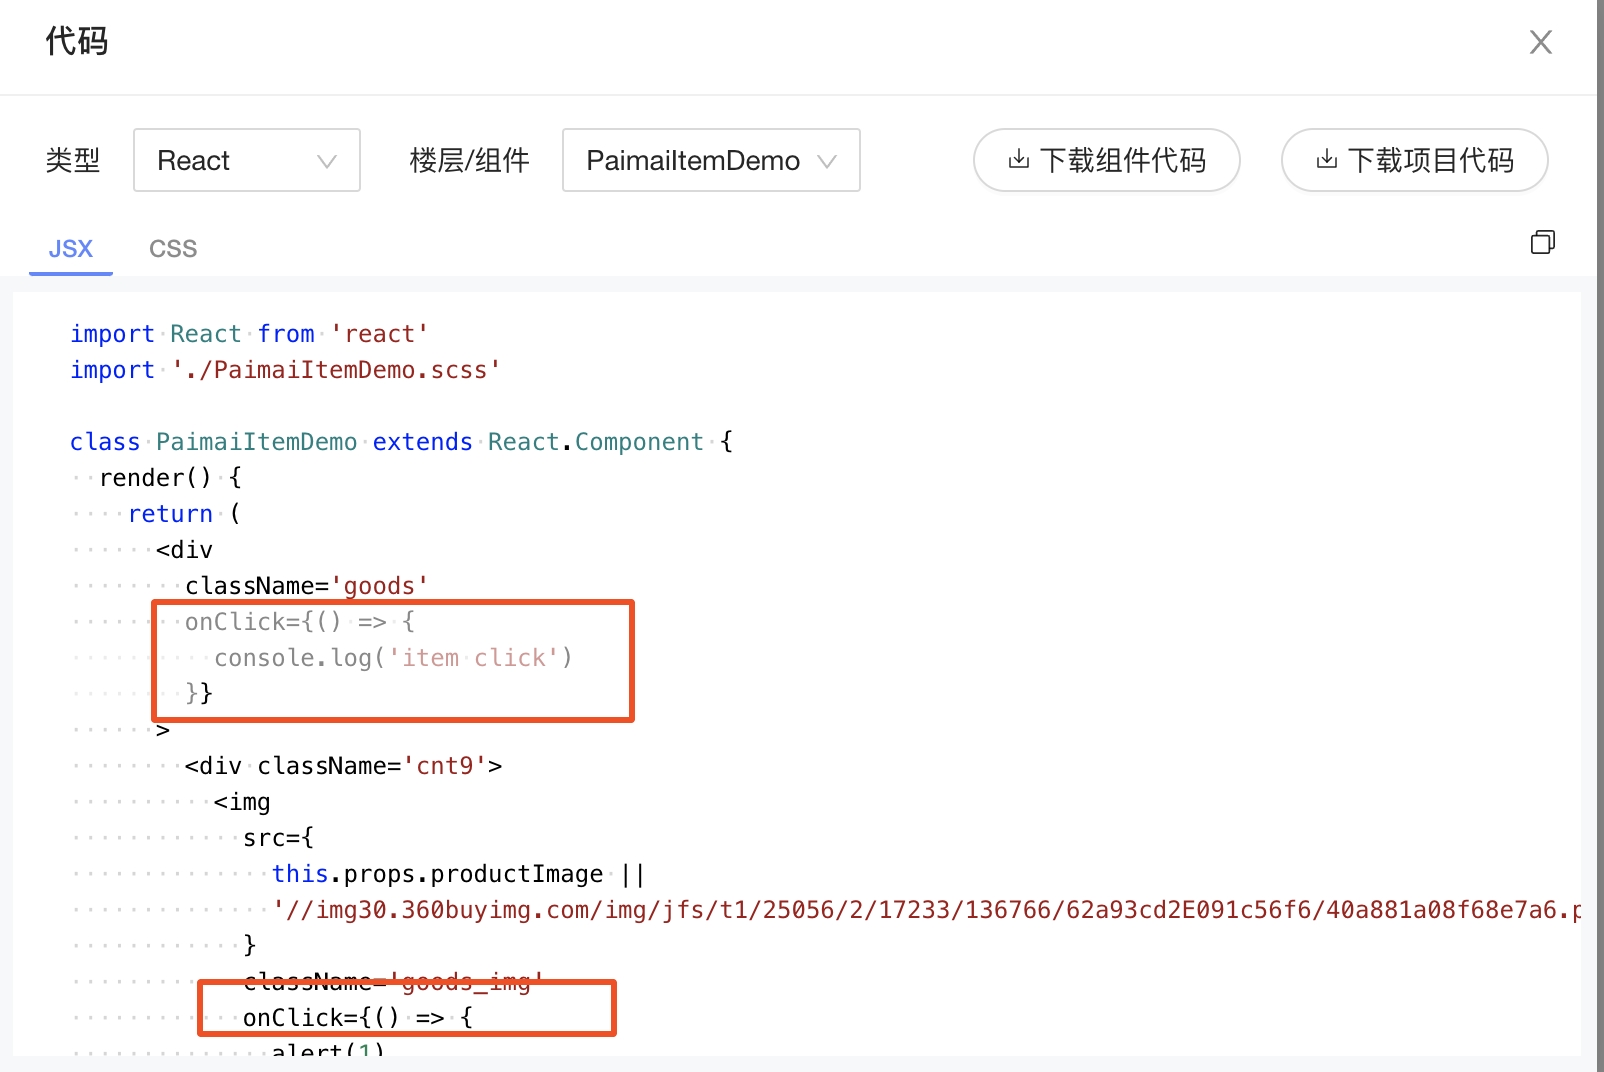 代码
类型 React 楼层/组件 PaimaiItemDemo 下载组件代码 下载项目代码
JSX CSS
import React from 'react'
import './PaimaiItemDemo.scss'
class PaimaiItemDemo extends React.Component {
render() {
return (
<div
className='goods'
onClick={() => {
console.log('item click')
}}
>
<div className='cnt9'>
<img
src={
this.props.productImage ||
'//img30.360buyimg.com/img/jfs/t1/25056/2/17233/136766/62a93cd2E091c56f6/40a881a08f68e7a6.p
}
className='goods_img'
onClick={() => {
alert(1)